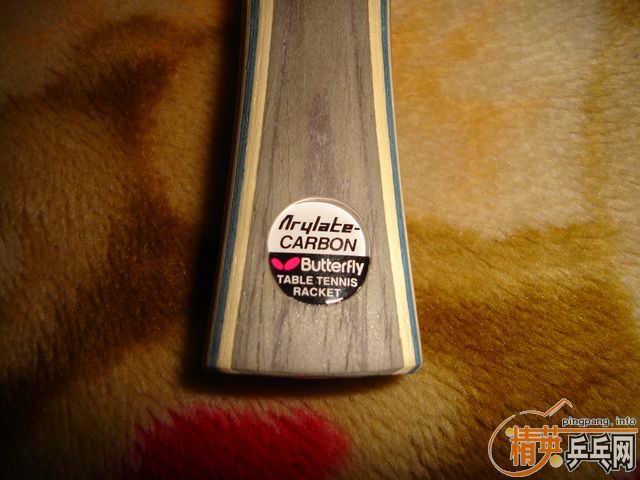 Arylate-
CARBON
Butterfly
TABLE TENNIS
RACKET
pingpang.info
精英乒乓网